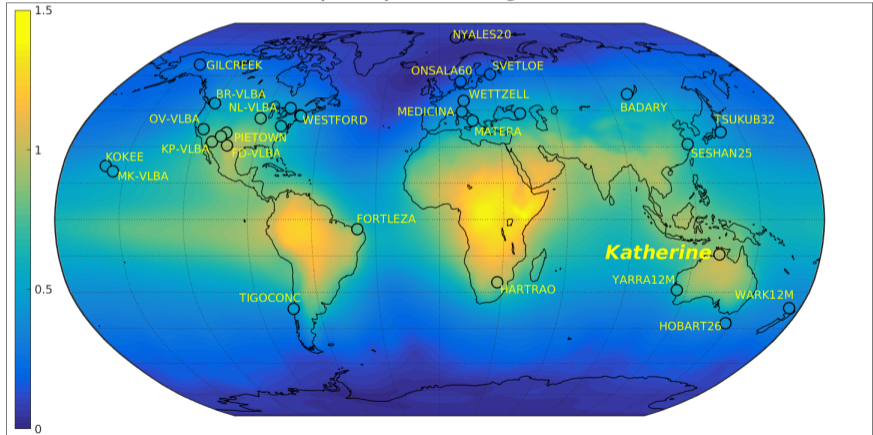 1.5
NYALES20
GILCREEK
ONSALA60
SVETLOE
BR-VLBA
NL-VLBA
WETTZELL
BADARY
OV-VLBA
WESTFORD
MEDICINA
TSUKUB32
PIETOWN
MATERA
1
KP-VLBA
FD-VLBA
SESHAN25
KOKEE
MK-VLBA
FORTLEZA
Katherine
0.5
TIGOCONC
HARTRAO
YARRA12M
WARK12M
HOBART26
0